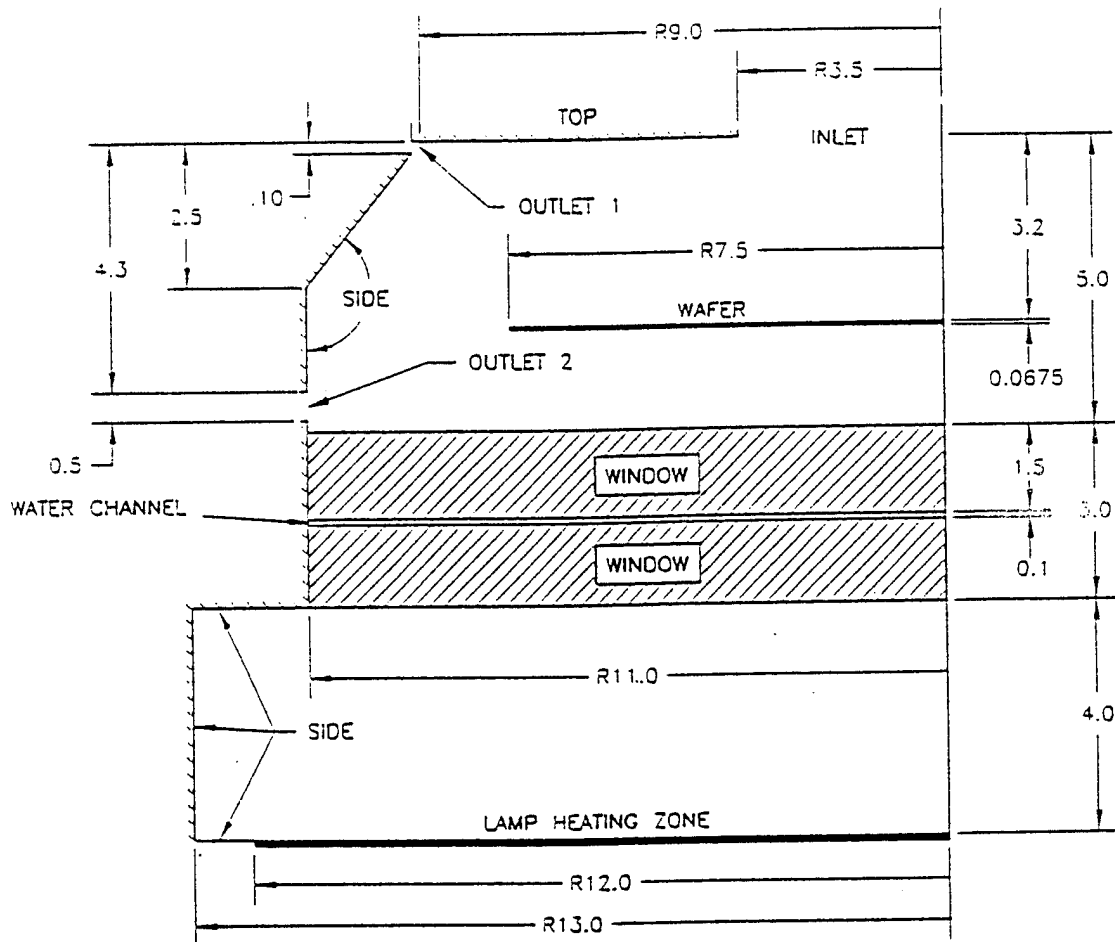 R9.0
R3.5
TOP
INLET
.10
2.5
4.3
OUTLET 1
3.2
5.0
R7.5
SIDE
WAFER
OUTLET 2
0.0675
0.5
WINDOW
1.5
WATER CHANNEL
3.0
WINDOW
0.1
R11.0
4.0
SIDE
LAMP HEATING ZONE
R12.0
R13.0